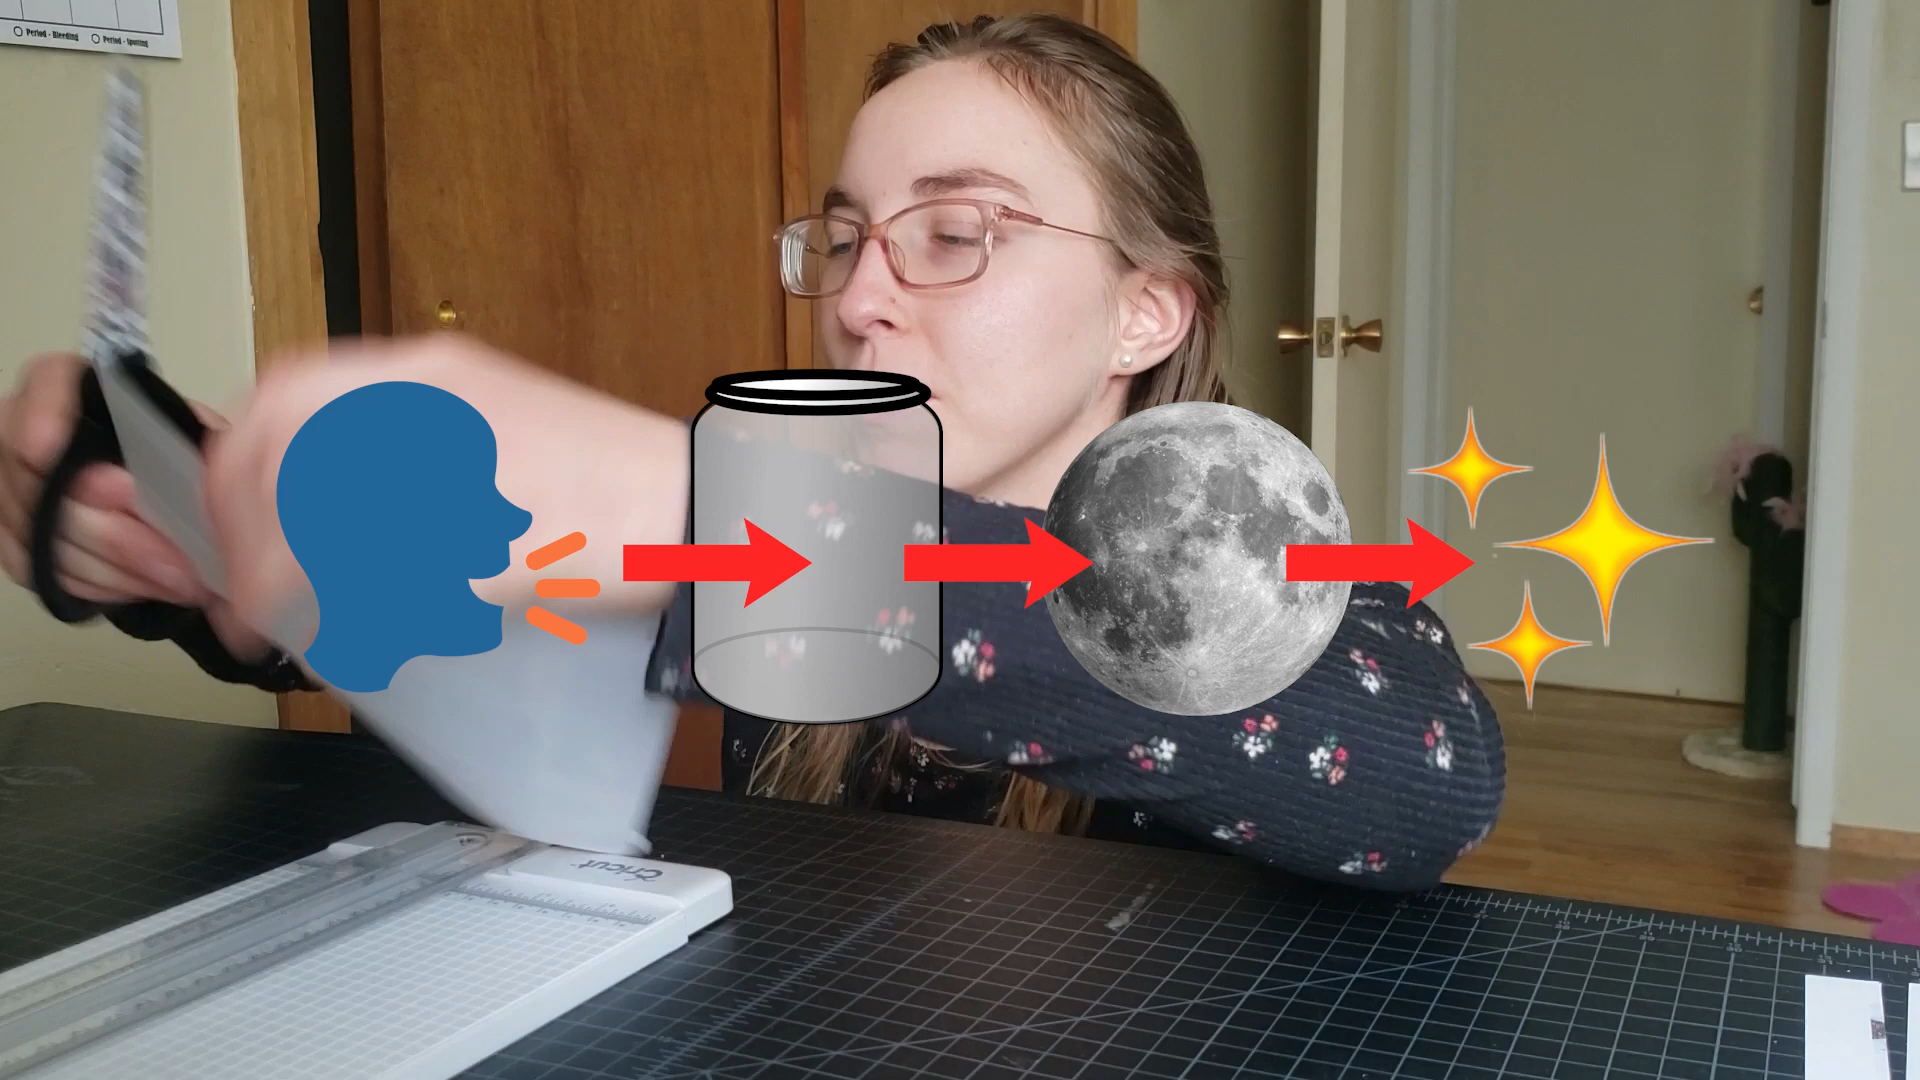 Period - Bleeding
Period - Spotting
Cricut